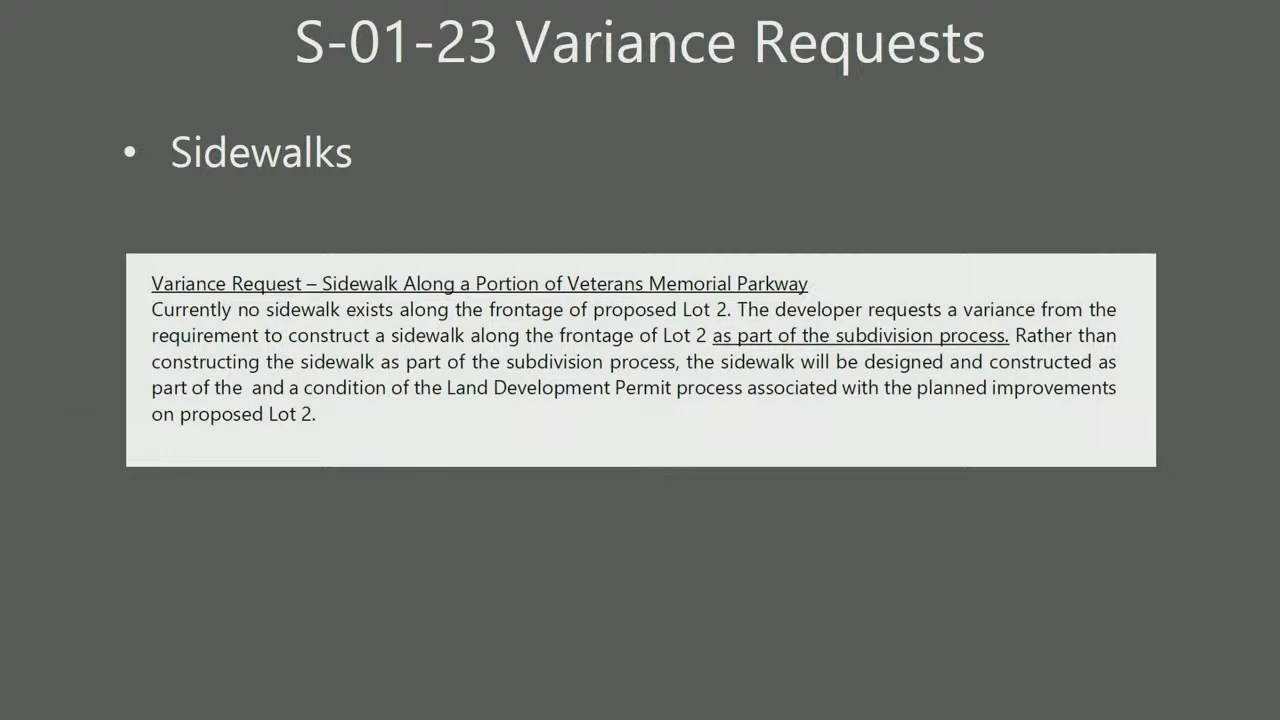 S-01-23 Variance Requests
• Sidewalks
Variance Request – Sidewalk Along a Portion of Veterans Memorial Parkway
Currently no sidewalk exists along the frontage of proposed Lot 2. The developer requests a variance from the
requirement to construct a sidewalk along the frontage of Lot 2 as part of the subdivision process. Rather than
constructing the sidewalk as part of the subdivision process, the sidewalk will be designed and constructed as
part of the  and a condition of the Land Development Permit process associated with the planned improvements
on proposed Lot 2.